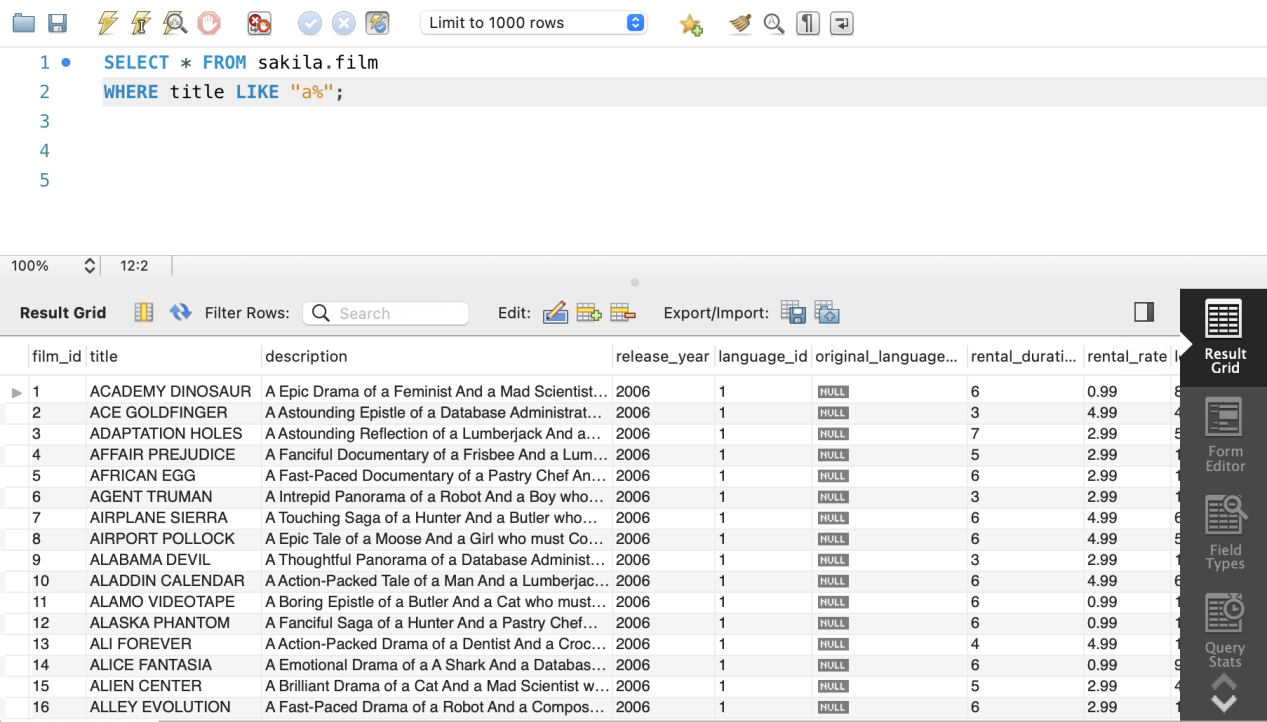 Limit to 1000 rows
1 SELECT * FROM sakila.film
2 WHERE title LIKE "a%";
3
4
5
100% 12:2
Result Grid Filter Rows: Search Edit: Export/Import:
film_id title description release_year language_id original_language... rental_durati... rental_rate
1 ACADEMY DINOSAUR A Epic Drama of a Feminist And a Mad Scientist... 2006 1 NULL 6 0.99
2 ACE GOLDFINGER A Astounding Epistle of a Database Administrat... 2006 1 NULL 3 4.99
3 ADAPTATION HOLES A Astounding Reflection of a Lumberjack And a... 2006 1 NULL 7 2.99
4 AFFAIR PREJUDICE A Fanciful Documentary of a Frisbee And a Lum... 2006 1 NULL 5 2.99
5 AFRICAN EGG A Fast-Paced Documentary of a Pastry Chef An... 2006 1 NULL 6 2.99
6 AGENT TRUMAN A Intrepid Panorama of a Robot And a Boy who... 2006 1 NULL 3 2.99
7 AIRPLANE SIERRA A Touching Saga of a Hunter And a Butler who... 2006 1 NULL 6 4.99
8 AIRPORT POLLOCK A Epic Tale of a Moose And a Girl who must Co... 2006 1 NULL 6 4.99
9 ALABAMA DEVIL A Thoughtful Panorama of a Database Administ... 2006 1 NULL 3 2.99
10 ALADDIN CALENDAR A Action-Packed Tale of a Man And a Lumberjac... 2006 1 NULL 6 4.99
11 ALAMO VIDEOTAPE A Boring Epistle of a Butler And a Cat who must... 2006 1 NULL 6 0.99
12 ALASKA PHANTOM A Fanciful Saga of a Hunter And a Pastry Chef... 2006 1 NULL 6 0.99
13 ALI FOREVER A Action-Packed Drama of a Dentist And a Croc... 2006 1 NULL 4 4.99
14 ALICE FANTASIA A Emotional Drama of a A Shark And a Databas... 2006 1 NULL 6 0.99
15 ALIEN CENTER A Brilliant Drama of a Cat And a Mad Scientist w... 2006 1 NULL 5 2.99
16 ALLEY EVOLUTION A Fast-Paced Drama of a Robot And a Compos... 2006 1 NULL 6 2.99
Result
Grid
Form
Editor
Field
Types
Query
Stats